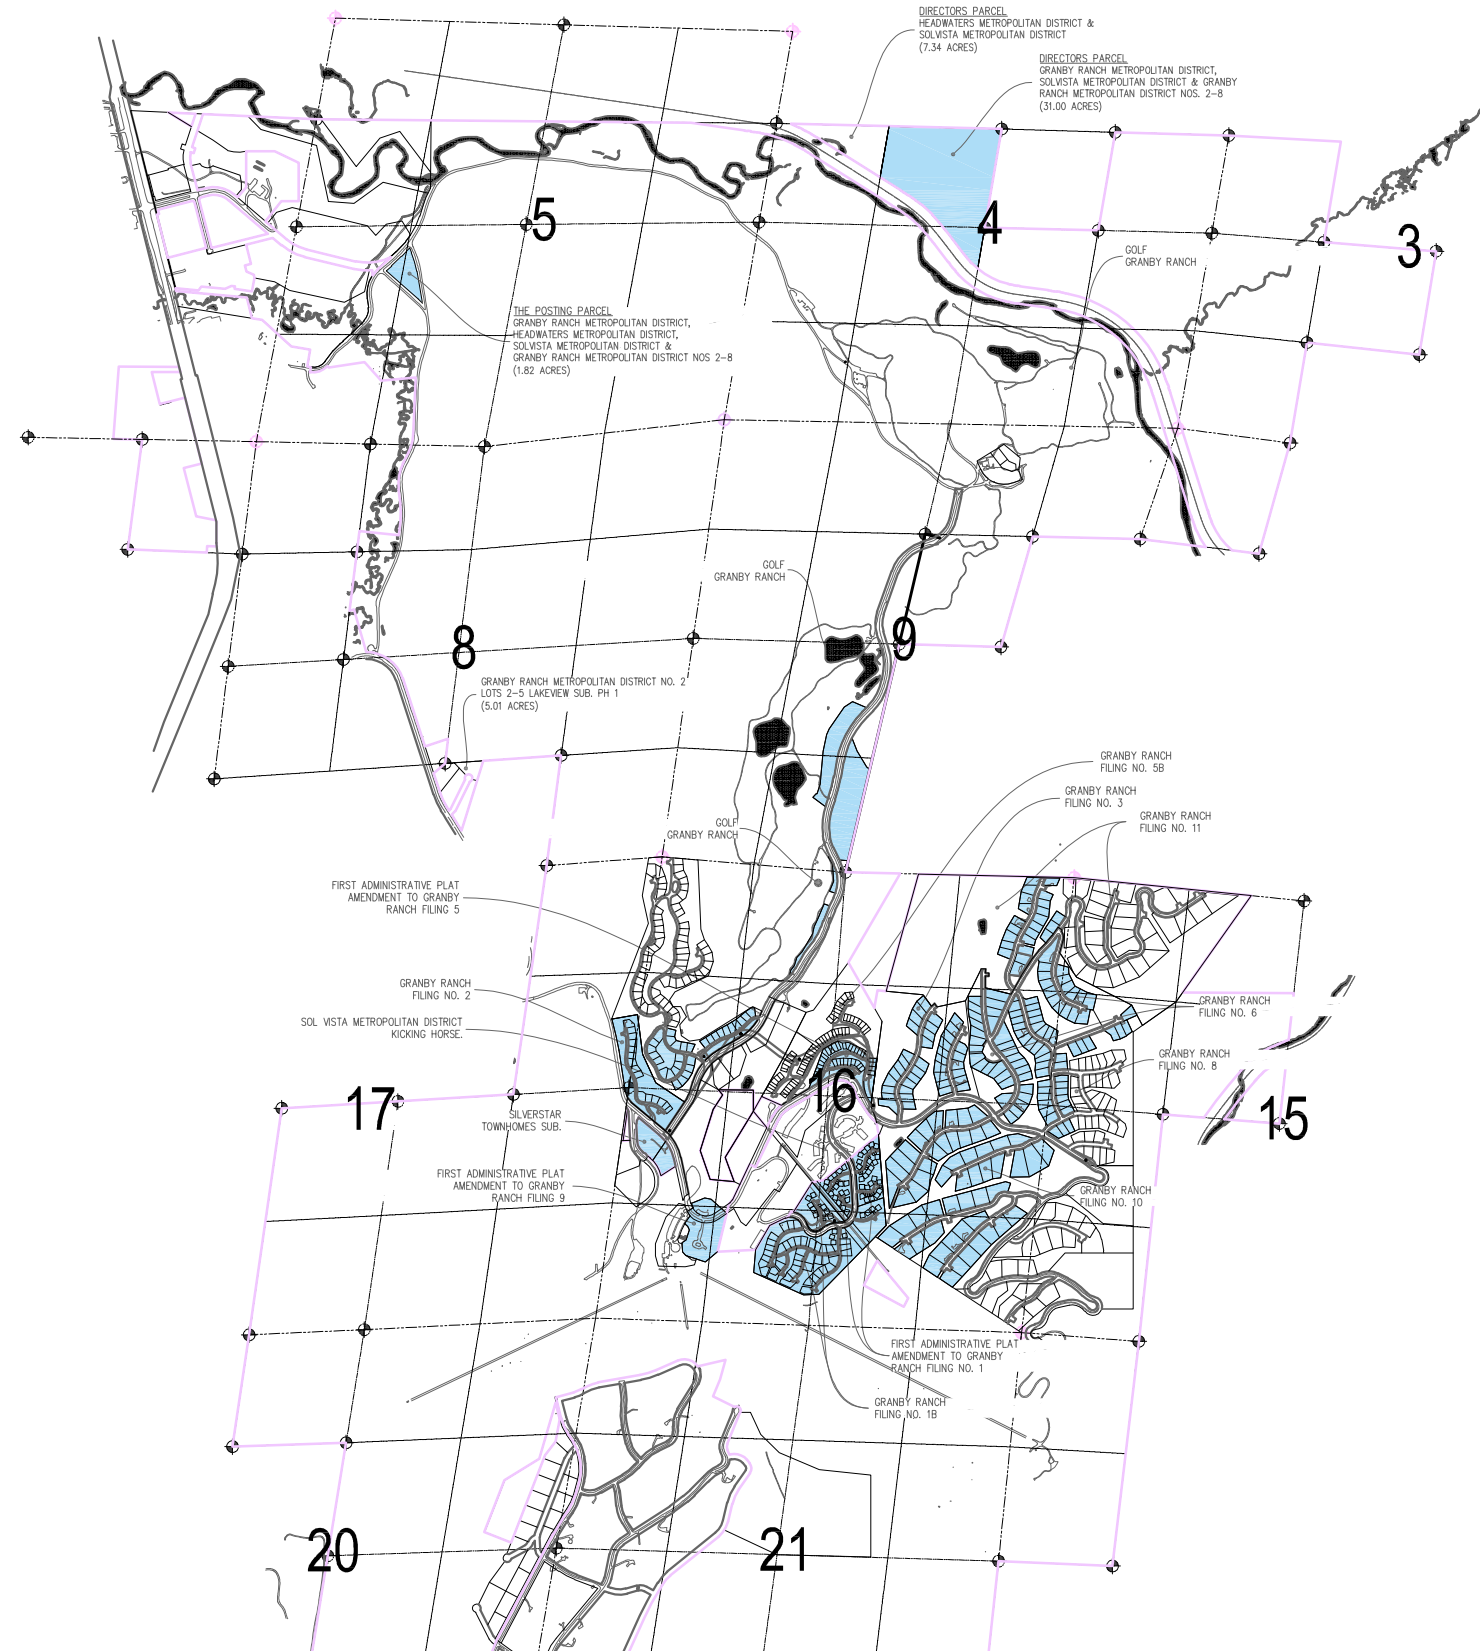 DIRECTORS PARCEL
HEADWATERS METROPOLITAN DISTRICT &
SOLVISTA METROPOLITAN DISTRICT
(7.34 ACRES)
DIRECTORS PARCEL
GRANBY RANCH METROPOLITAN DISTRICT,
SOLVISTA METROPOLITAN DISTRICT & GRANBY
RANCH METROPOLITAN DISTRICT NOS. 2-8
(31.00 ACRES)
5
4
3
GOLF
GRANBY RANCH
THE POSTING PARCEL
GRANBY RANCH METROPOLITAN DISTRICT,
HEADWATERS METROPOLITAN DISTRICT,
SOLVISTA METROPOLITAN DISTRICT &
GRANBY RANCH METROPOLITAN DISTRICT NOS 2-8
(1.82 ACRES)
GOLF
GRANBY RANCH
8
9
GRANBY RANCH METROPOLITAN DISTRICT NO. 2
LOTS 2-5 LAKEVIEW SUB. PH 1
(5.01 ACRES)
GRANBY RANCH
FILING NO. 5B
GRANBY RANCH
FILING NO. 3
GRANBY RANCH
FILING NO. 11
GOLF
GRANBY RANCH
FIRST ADMINISTRATIVE PLAT
AMENDMENT TO GRANBY
RANCH FILING 5
GRANBY RANCH
FILING NO. 2
GRANBY RANCH
FILING NO. 6
SOL VISTA METROPOLITAN DISTRICT
KICKING HORSE.
GRANBY RANCH
FILING NO. 8
17
16
15
SILVERSTAR
TOWNHOMES SUB.
FIRST ADMINISTRATIVE PLAT
AMENDMENT TO GRANBY
RANCH FILING 9
GRANBY RANCH
FILING NO. 10
FIRST ADMINISTRATIVE PLAT
AMENDMENT TO GRANBY
RANCH FILING NO. 1
GRANBY RANCH
FILING NO. 1B
20
21